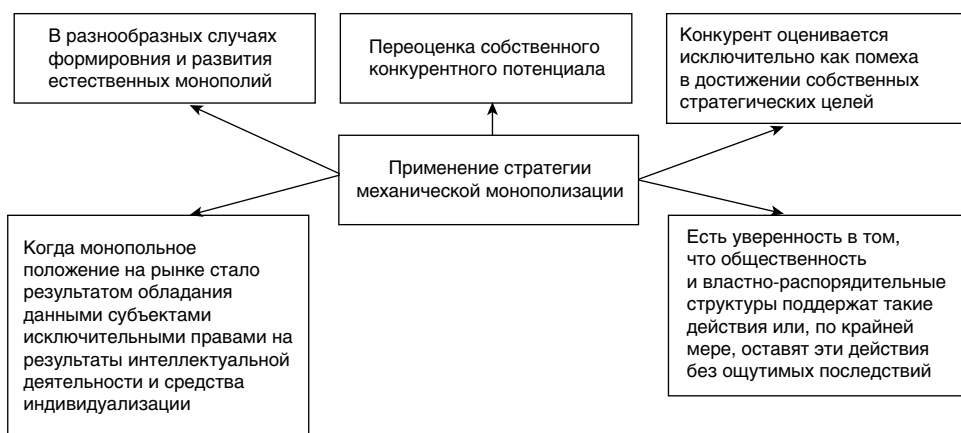 В разнообразных случаях
формировния и развития
естественных монополий
Переоценка собственного
конкурентного потенциала
Конкурент оценивается
исключительно как помеха
в достижении собственных
стратегических целей
Применение стратегии
механической монополизации
Когда монопольное
положение на рынке стало
результатом обладания
данными субъектами
исключительными правами на
результаты интеллектуальной
деятельности и средства
индивидуализации
Есть уверенность в том,
что общественность
и властно-распорядительные
структуры поддержат такие
действия или, по крайней
мере, оставят эти действия
без ощутимых последствий